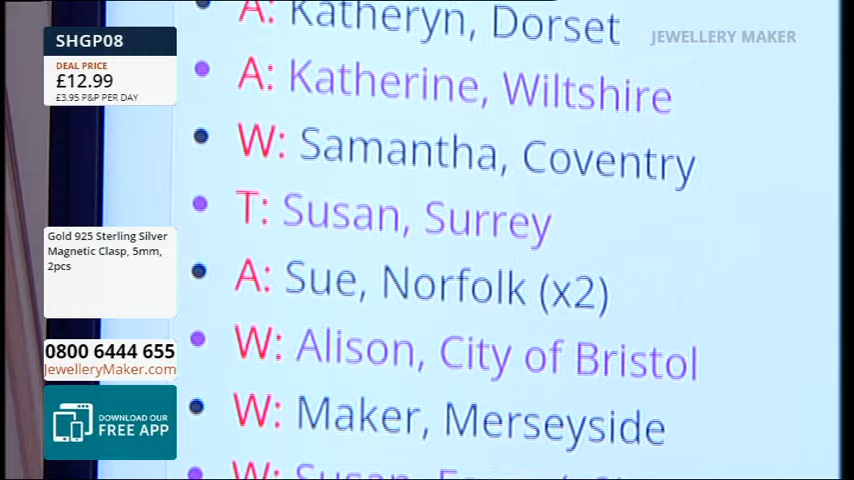 SHGP08
DEAL PRICE
£12.99
£3.95 P&P PER DAY
Gold 925 Sterling Silver
Magnetic Clasp, 5mm,
2pcs
0800 6444 655
JewelleryMaker.com
DOWNLOAD OUR
FREE APP
JEWELLERY MAKER
A: Katheryn, Dorset
A: Katherine, Wiltshire
W: Samantha, Coventry
T: Susan, Surrey
A: Sue, Norfolk (x2)
W: Alison, City of Bristol
W: Maker, Merseyside
W: Susan,